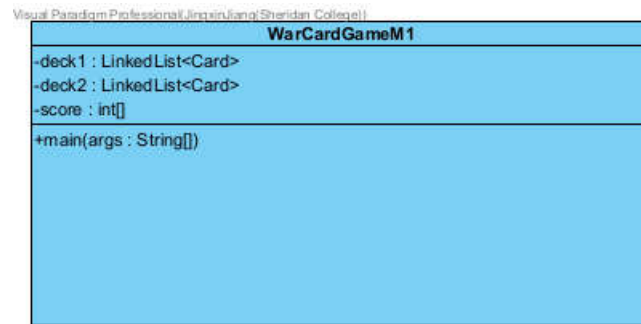 Visual Paradigm Professional(JingxinJiang(Sheridan College))
WarCardGameM1
-deck1 : LinkedList<Card>
-deck2 : LinkedList<Card>
-score : int[]
+main(args : String[])